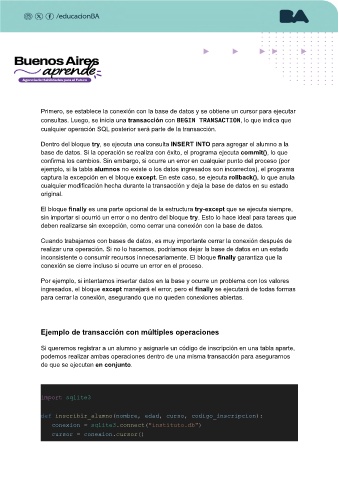 /educacionBA
BA
Buenos Aires
aprende
Agencia de Habilidades para el Futuro
Primero, se establece la conexión con la base de datos y se obtiene un cursor para ejecutar
consultas. Luego, se inicia una transacción con BEGIN TRANSACTION, lo que indica que
cualquier operación SQL posterior será parte de la transacción.
Dentro del bloque try, se ejecuta una consulta INSERT INTO para agregar el alumno a la
base de datos. Si la operación se realiza con éxito, el programa ejecuta commit(), lo que
confirma los cambios. Sin embargo, si ocurre un error en cualquier punto del proceso (por
ejemplo, si la tabla alumnos no existe o los datos ingresados son incorrectos), el programa
captura la excepción en el bloque except. En este caso, se ejecuta rollback(), lo que anula
cualquier modificación hecha durante la transacción y deja la base de datos en su estado
original.
El bloque finally es una parte opcional de la estructura try-except que se ejecuta siempre,
sin importar si ocurrió un error o no dentro del bloque try. Esto lo hace ideal para tareas que
deben realizarse sin excepción, como cerrar una conexión con la base de datos.
Cuando trabajamos con bases de datos, es muy importante cerrar la conexión después de
realizar una operación. Si no lo hacemos, podríamos dejar la base de datos en un estado
inconsistente o consumir recursos innecesariamente. El bloque finally garantiza que la
conexión se cierre incluso si ocurre un error en el proceso.
Por ejemplo, si intentamos insertar datos en la base y ocurre un problema con los valores
ingresados, el bloque except manejará el error, pero el finally se ejecutará de todas formas
para cerrar la conexión, asegurando que no queden conexiones abiertas.
Ejemplo de transacción con múltiples operaciones
Si queremos registrar a un alumno y asignarle un código de inscripción en una tabla aparte,
podemos realizar ambas operaciones dentro de una misma transacción para asegurarnos
de que se ejecuten en conjunto.
import sqlite3
def inscribir_alumno(nombre, edad, curso, codigo_inscripcion):
conexion = sqlite3.connect("instituto.db")
cursor = conexion.cursor()